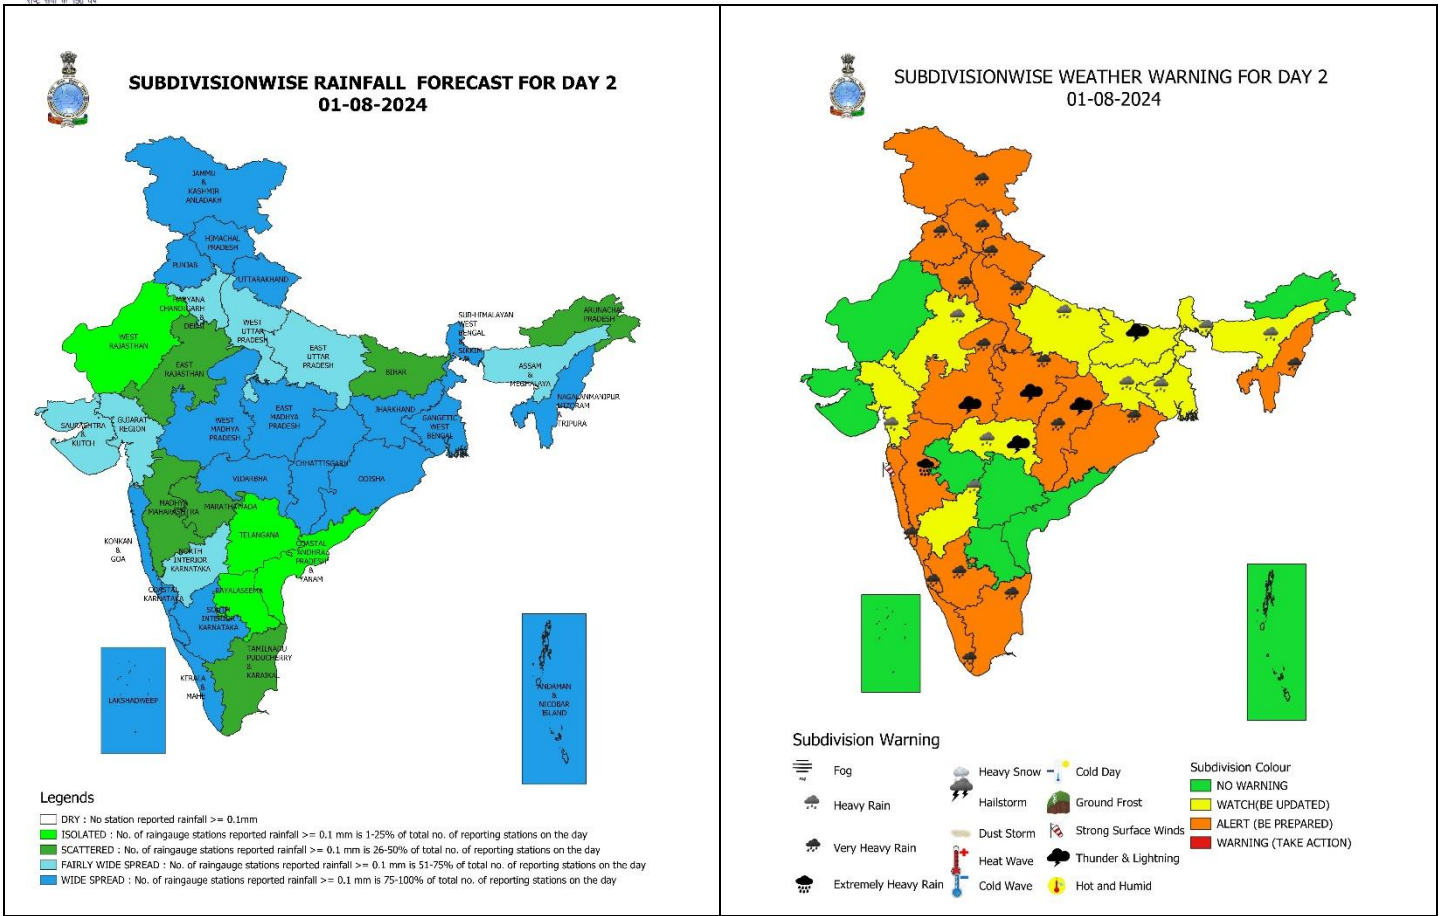 राष्ट्र सेवा के 150 वर्ष
SUBDIVISIONWISE RAINFALL FORECAST FOR DAY 2
01-08-2024
JAMMU
&
KASHMIR
ANLADAKH
HIMACHAL
PRADESH
PUNJAB
UTTARAKHAND
HARYANA
CHANDIGARH
&
DELHI
WEST
UTTAR
PRADESH
SUB-HIMALAYAN
WEST
BENGAL
&
SIKKIM
ARUNACHAL
PRADESH
WEST
RAJASTHAN
EAST
RAJASTHAN
EAST
UTTAR
PRADESH
BIHAR
ASSAM
&
MEGHALAYA
NAGALANMANIPUR
MIZORAM
&
TRIPURA
SAURASHTRA
&
KUTCH
GUJARAT
REGION
WEST
MADHYA
PRADESH
EAST
MADHYA
PRADESH
JHARKHAND
GANGETIC
WEST
BENGAL
CHHATTISGARH
VIDARBHA
ODISHA
MADHYA
MAHARASHTRA
MARATHAWADA
KONKAN
&
GOA
TELANGANA
NORTH
INTERIOR
KARNATAKA
COASTAL
ANDHRA
PRADESH
&
YANAM
COASTAL
KARNATAKA
RAYALASEEMA
SOUTH
INTERIOR
KARNATAKA
TAMILNADU
PUDUCHERRY
&
KARAIKAL
KERALA
&
MAHE
LAKSHADWEEP
ANDAMAN
&
NICOBAR
ISLAND
Legends
DRY : No station reported rainfall >= 0.1mm
ISOLATED : No. of raingauge stations reported rainfall >= 0.1 mm is 1-25% of total no. of reporting stations on the day
SCATTERED : No. of raingauge stations reported rainfall >= 0.1 mm is 26-50% of total no. of reporting stations on the day
FAIRLY WIDE SPREAD : No. of raingauge stations reported rainfall >= 0.1 mm is 51-75% of total no. of reporting stations on the day
WIDE SPREAD : No. of raingauge stations reported rainfall >= 0.1 mm is 75-100% of total no. of reporting stations on the day
SUBDIVISIONWISE WEATHER WARNING FOR DAY 2
01-08-2024
Subdivision Warning
Fog
Heavy Rain
Very Heavy Rain
Extremely Heavy Rain
Heavy Snow
Hailstorm
Dust Storm
Heat Wave
Cold Wave
Cold Day
Ground Frost
Strong Surface Winds
Thunder & Lightning
Hot and Humid
Subdivision Colour
NO WARNING
WATCH(BE UPDATED)
ALERT (BE PREPARED)
WARNING (TAKE ACTION)